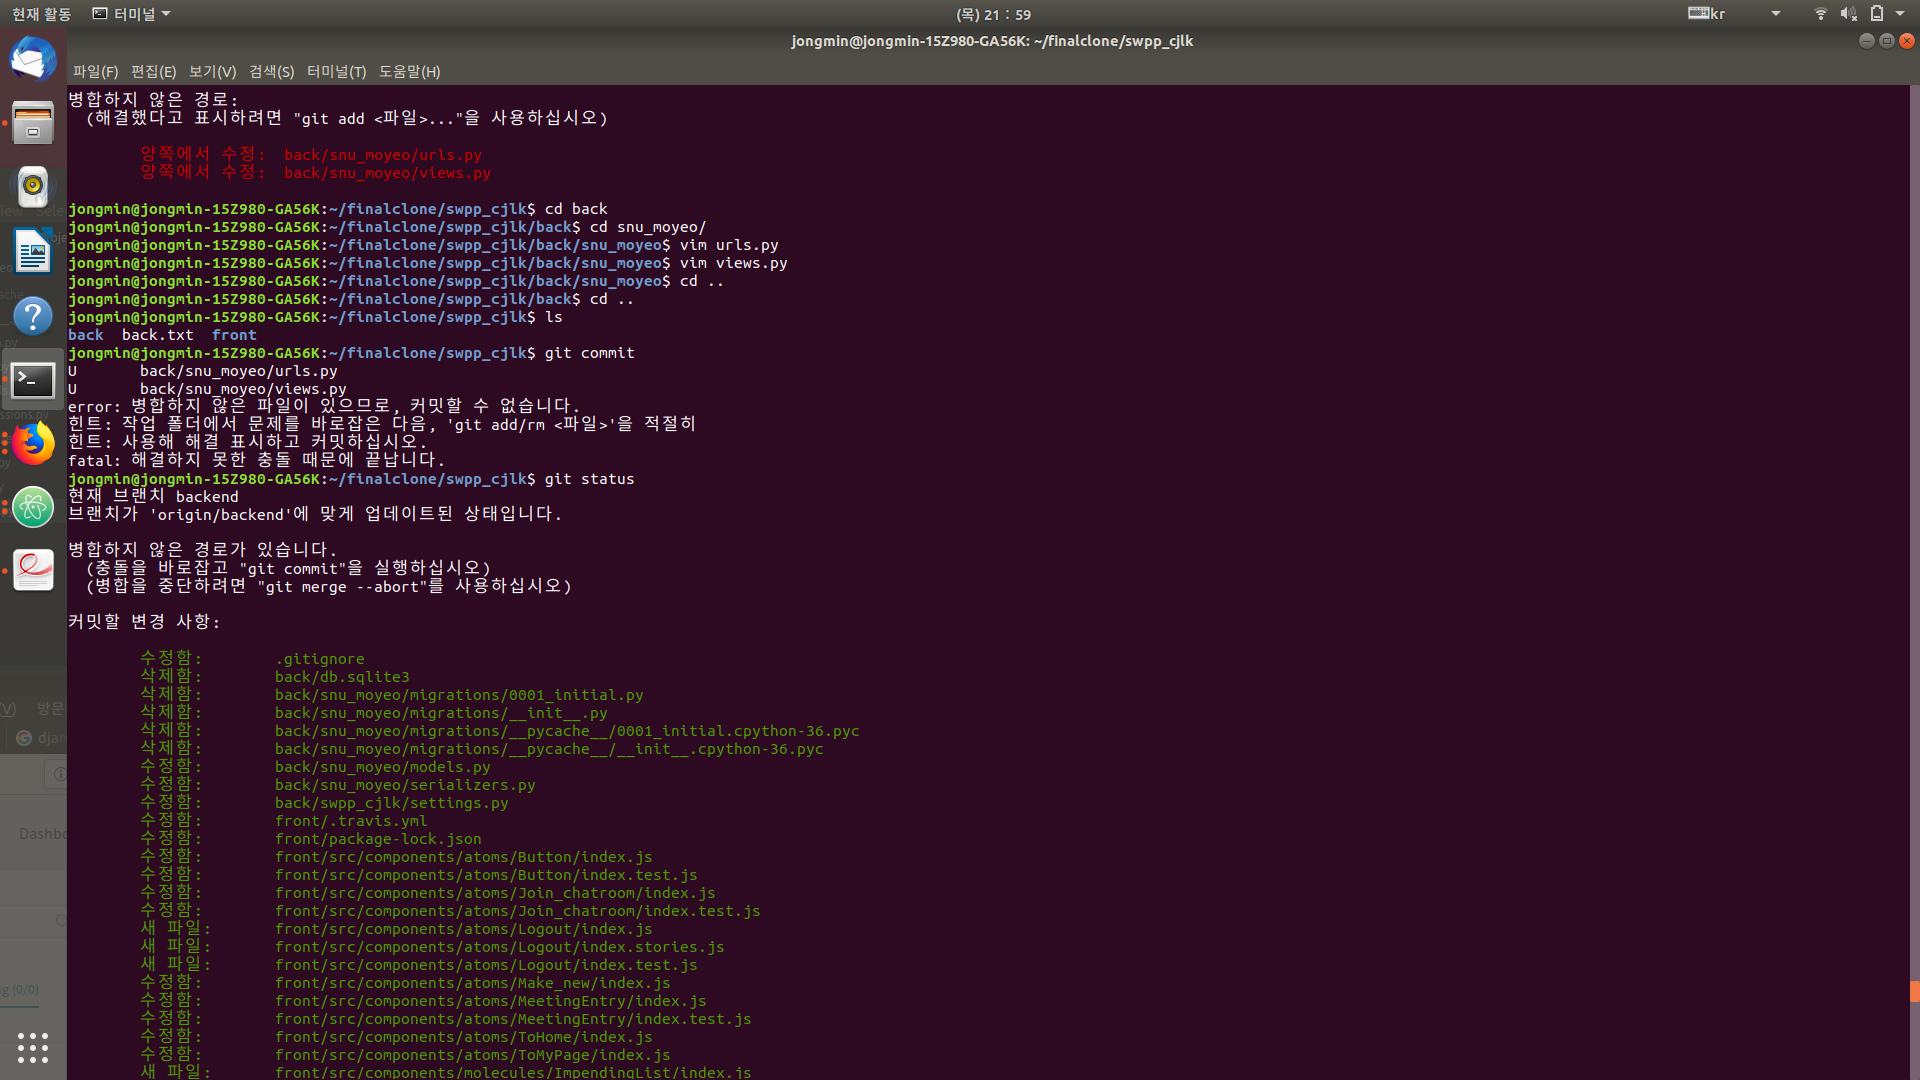 현재 활동 터미널 (목) 21 : 59 kr
jongmin@jongmin-15Z980-GA56K: ~/finalclone/swpp_cjlk
파일(F) 편집(E) 보기(V) 검색(S) 터미널(T) 도움말(H)
병합하지 않은 경로:
(해결했다고 표시하려면 "git add <파일>..."을 사용하십시오)
양쪽에서 수정: back/snu_moyeo/urls.py
양쪽에서 수정: back/snu_moyeo/views.py
jongmin@jongmin-15Z980-GA56K:~/finalclone/swpp_cjlk$ cd back
jongmin@jongmin-15Z980-GA56K:~/finalclone/swpp_cjlk/back$ cd snu_moyeo/
jongmin@jongmin-15Z980-GA56K:~/finalclone/swpp_cjlk/back/snu_moyeo$ vim urls.py
jongmin@jongmin-15Z980-GA56K:~/finalclone/swpp_cjlk/back/snu_moyeo$ vim views.py
jongmin@jongmin-15Z980-GA56K:~/finalclone/swpp_cjlk/back/snu_moyeo$ cd ..
jongmin@jongmin-15Z980-GA56K:~/finalclone/swpp_cjlk/back$ cd ..
jongmin@jongmin-15Z980-GA56K:~/finalclone/swpp_cjlk$ ls
back back.txt front
jongmin@jongmin-15Z980-GA56K:~/finalclone/swpp_cjlk$ git commit
U back/snu_moyeo/urls.py
U back/snu_moyeo/views.py
error: 병합하지 않은 파일이 있으므로, 커밋할 수 없습니다.
힌트: 작업 폴더에서 문제를 바로잡은 다음, 'git add/rm <파일>'을 적절히
힌트: 사용해 해결 표시하고 커밋하십시오.
fatal: 해결하지 못한 충돌 때문에 끝납니다.
jongmin@jongmin-15Z980-GA56K:~/finalclone/swpp_cjlk$ git status
현재 브랜치 backend
브랜치가 'origin/backend'에 맞게 업데이트된 상태입니다.
병합하지 않은 경로가 있습니다.
(충돌을 바로잡고 "git commit"을 실행하십시오)
(병합을 중단하려면 "git merge --abort"를 사용하십시오)
커밋할 변경 사항:
수정함: .gitignore
삭제함: back/db.sqlite3
삭제함: back/snu_moyeo/migrations/0001_initial.py
삭제함: back/snu_moyeo/migrations/__init__.py
삭제함: back/snu_moyeo/migrations/__pycache__/0001_initial.cpython-36.pyc
삭제함: back/snu_moyeo/migrations/__pycache__/__init__.cpython-36.pyc
수정함: back/snu_moyeo/models.py
수정함: back/snu_moyeo/serializers.py
수정함: back/swpp_cjlk/settings.py
수정함: front/.travis.yml
수정함: front/package-lock.json
수정함: front/src/components/atoms/Button/index.js
수정함: front/src/components/atoms/Button/index.test.js
수정함: front/src/components/atoms/Join_chatroom/index.js
수정함: front/src/components/atoms/Join_chatroom/index.test.js
새 파일: front/src/components/atoms/Logout/index.js
새 파일: front/src/components/atoms/Logout/index.stories.js
새 파일: front/src/components/atoms/Logout/index.test.js
수정함: front/src/components/atoms/Make_new/index.js
수정함: front/src/components/atoms/MeetingEntry/index.js
수정함: front/src/components/atoms/MeetingEntry/index.test.js
수정함: front/src/components/atoms/ToHome/index.js
수정함: front/src/components/atoms/ToMyPage/index.js
새 파일: front/src/components/molecules/ImpendingList/index.js